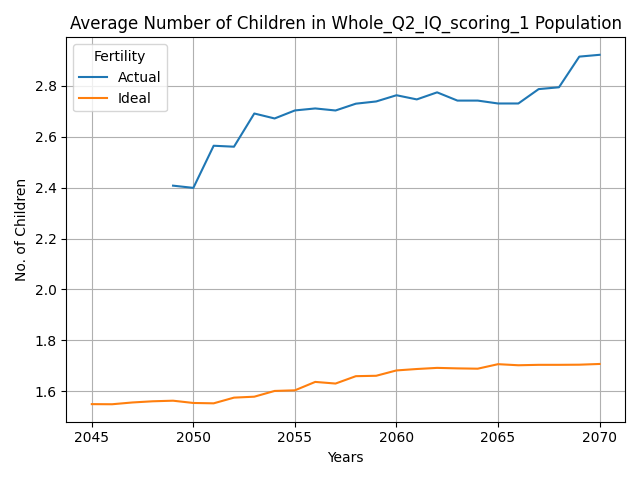 Average Number of Children in Whole_Q2_IQ_scoring_1 Population
Fertility
Actual
Ideal
No. of Children
2.8
2.6
2.4
2.2
2.0
1.8
1.6
2045 2050 2055 2060 2065 2070
Years